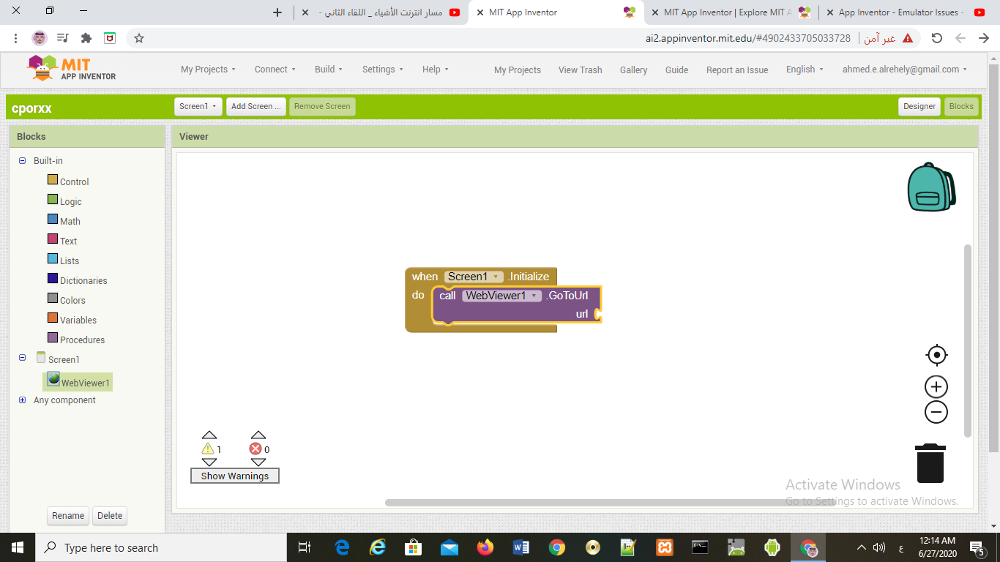 مسار انترنت الأشياء _ اللقاء الثاني -
MIT App Inventor
MIT App Inventor | Explore MIT A
App Inventor - Emulator Issues -
ai2.appinventor.mit.edu/#4902433705033728
غير آمن
MIT
APP INVENTOR
My Projects
Connect
Build
Settings
Help
My Projects
View Trash
Gallery
Guide
Report an Issue
English
ahmed.e.alrehely@gmail.com
cporxx
Screen1
Add Screen ...
Remove Screen
Designer
Blocks
Blocks
Viewer
Built-in
Control
Logic
Math
Text
Lists
Dictionaries
Colors
Variables
Procedures
Screen1
WebViewer1
Any component
Rename
Delete
when Screen1 .Initialize
do call WebViewer1 .GoToUrl
url
1
0
Show Warnings
Activate Windows
Go to Settings to activate Windows.
Type here to search
ع
12:14 AM
6/27/2020
5